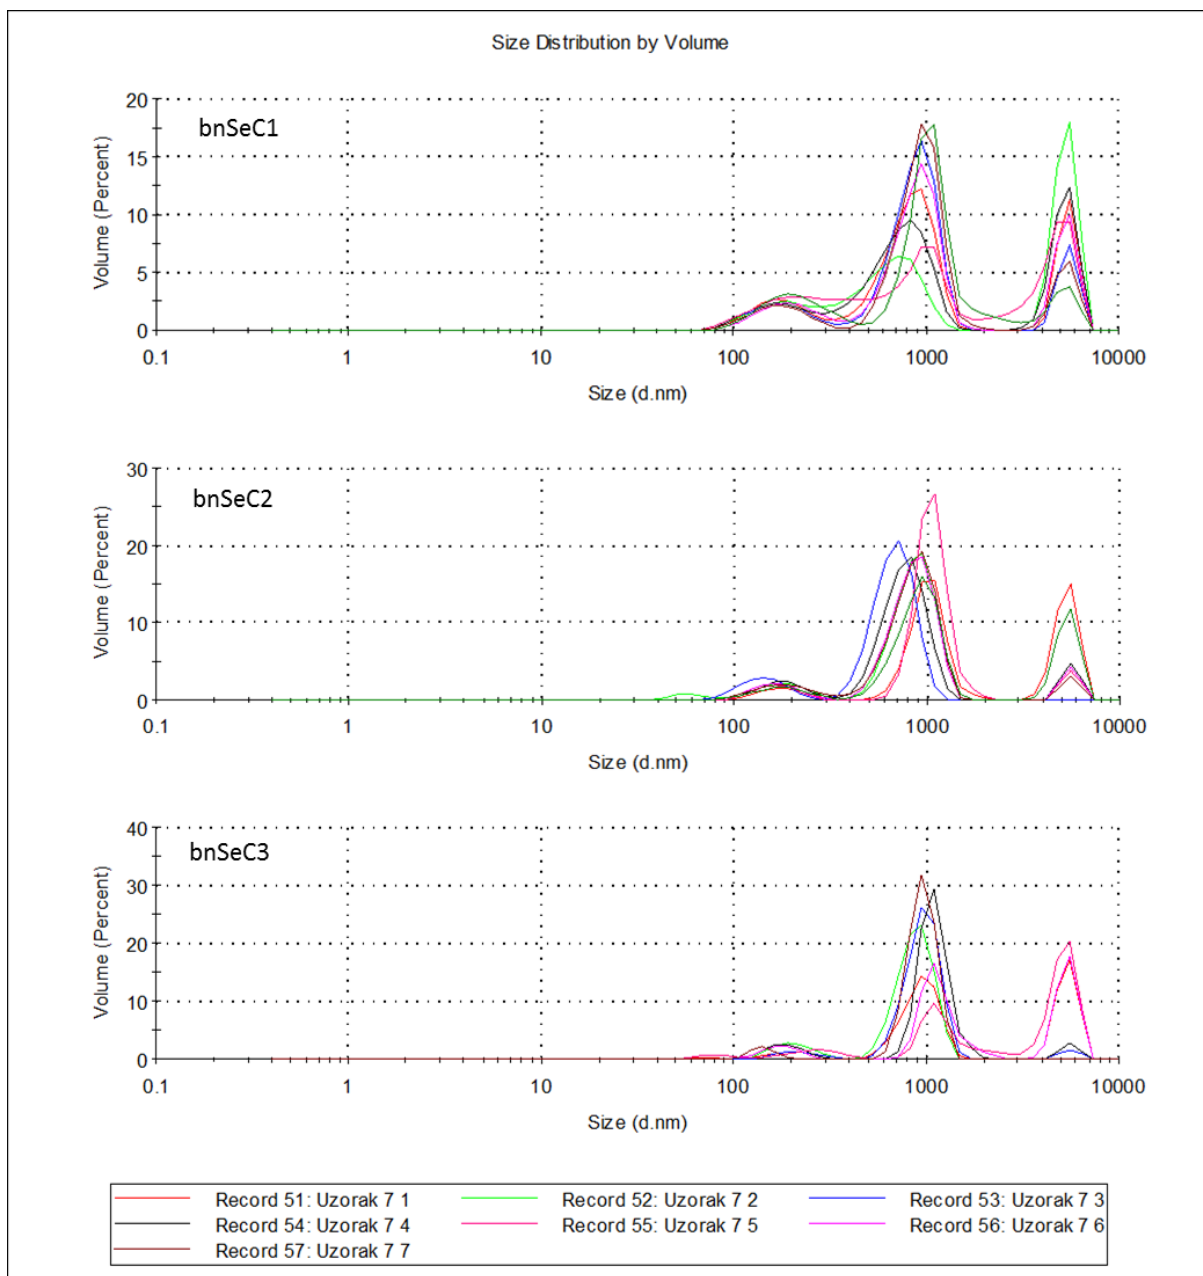 Size Distribution by Volume
bnSeC1
Volume (Percent)
20
15
10
5
0
0.1 1 10 100 1000 10000
Size (d.nm)
bnSeC2
Volume (Percent)
30
20
10
0
0.1 1 10 100 1000 10000
Size (d.nm)
bnSeC3
Volume (Percent)
40
30
20
10
0
0.1 1 10 100 1000 10000
Size (d.nm)
Record 51: Uzorak 7 1 Record 52: Uzorak 7 2 Record 53: Uzorak 7 3
Record 54: Uzorak 7 4 Record 55: Uzorak 7 5 Record 56: Uzorak 7 6
Record 57: Uzorak 7 7